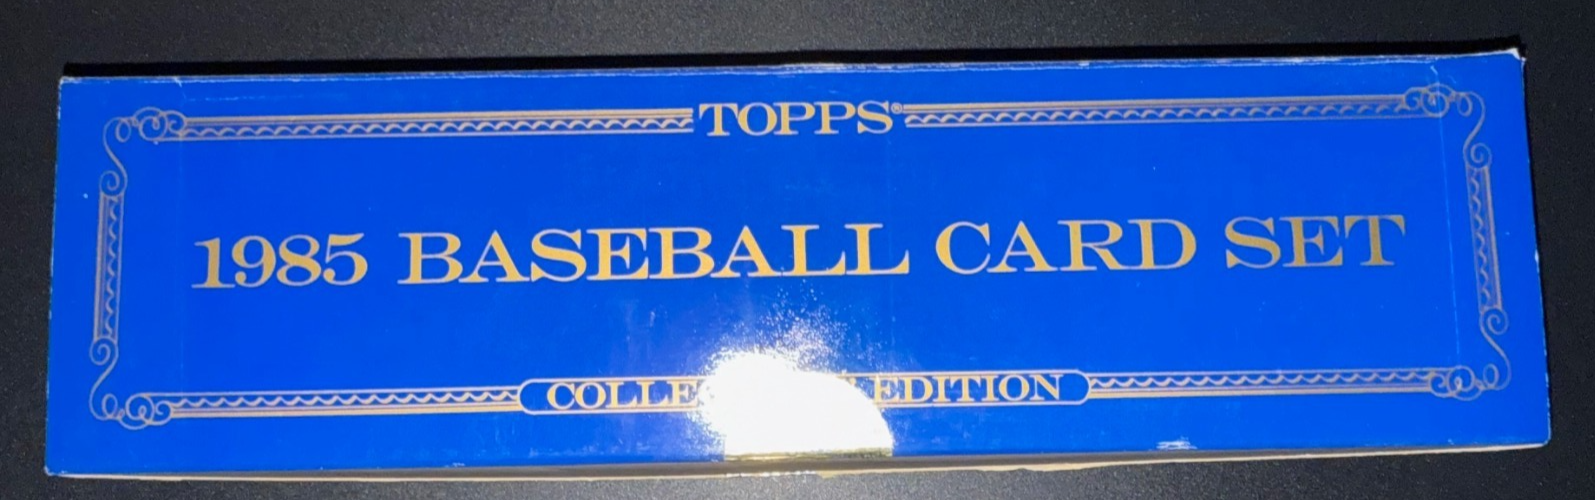 TOPPS®
1985 BASEBALL CARD SET
EDITION